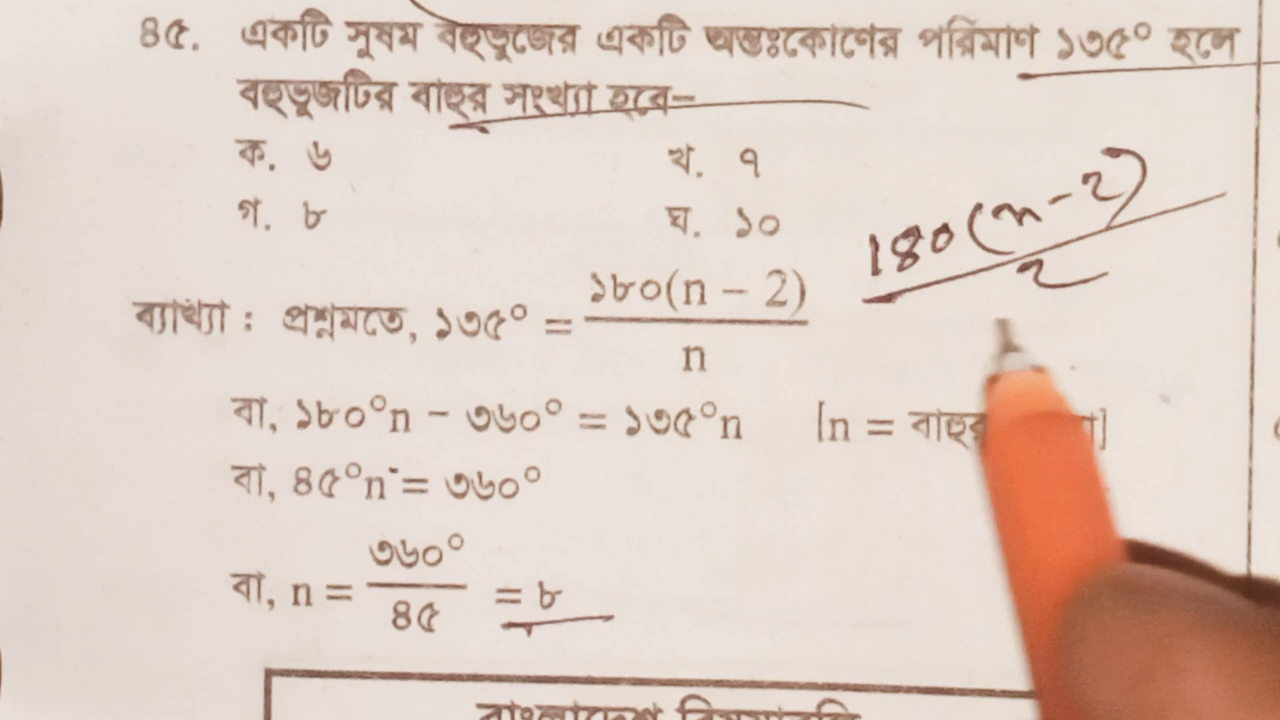 ৪৫. একটি সুষম বহুভুজের একটি অন্তঃকোণের পরিমাণ ১৩৫° হলে
বহুভুজটির বাহুর সংখ্যা হবে–
ক. ৬ খ. ৭
গ. ৮ ঘ. ১০
180(n-2)
2
ব্যাখ্যা : প্রশ্নমতে, ১৩৫° = ১৮০(n – 2)
n
বা, ১৮০°n – ৩৬০° = ১৩৫°n [n = বাহুর
বা, ৪৫°n = ৩৬০°
বা, n = ৩৬০°
৪৫ = ৮